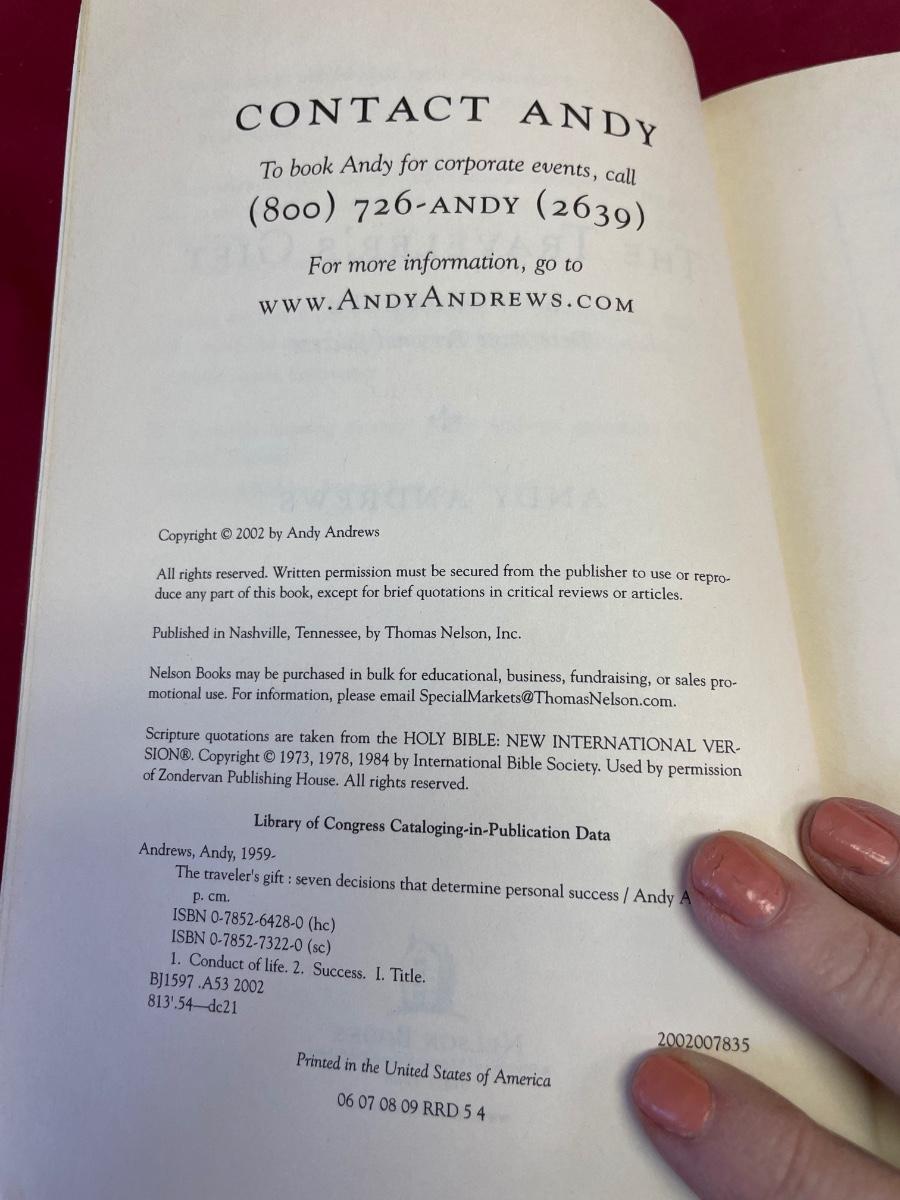 CONTACT ANDY
To book Andy for corporate events, call
(800) 726-ANDY (2639)
For more information, go to
www.AndyAndrews.com
Copyright © 2002 by Andy Andrews
All rights reserved. Written permission must be secured from the publisher to use or repro-
duce any part of this book, except for brief quotations in critical reviews or articles.
Published in Nashville, Tennessee, by Thomas Nelson, Inc.
Nelson Books may be purchased in bulk for educational, business, fundraising, or sales pro-
motional use. For information, please email SpecialMarkets@ThomasNelson.com.
Scripture quotations are taken from the HOLY BIBLE: NEW INTERNATIONAL VER-
SION®. Copyright © 1973, 1978, 1984 by International Bible Society. Used by permission
of Zondervan Publishing House. All rights reserved.
Library of Congress Cataloging-in-Publication Data
Andrews, Andy, 1959-
The traveler's gift : seven decisions that determine personal success / Andy A
p. cm.
ISBN 0-7852-6428-0 (hc)
ISBN 0-7852-7322-0 (sc)
1. Conduct of life. 2. Success. I. Title.
BJ1597 .A53 2002
813'.54—dc21
2002007835
Printed in the United States of America
06 07 08 09 RRD 5 4